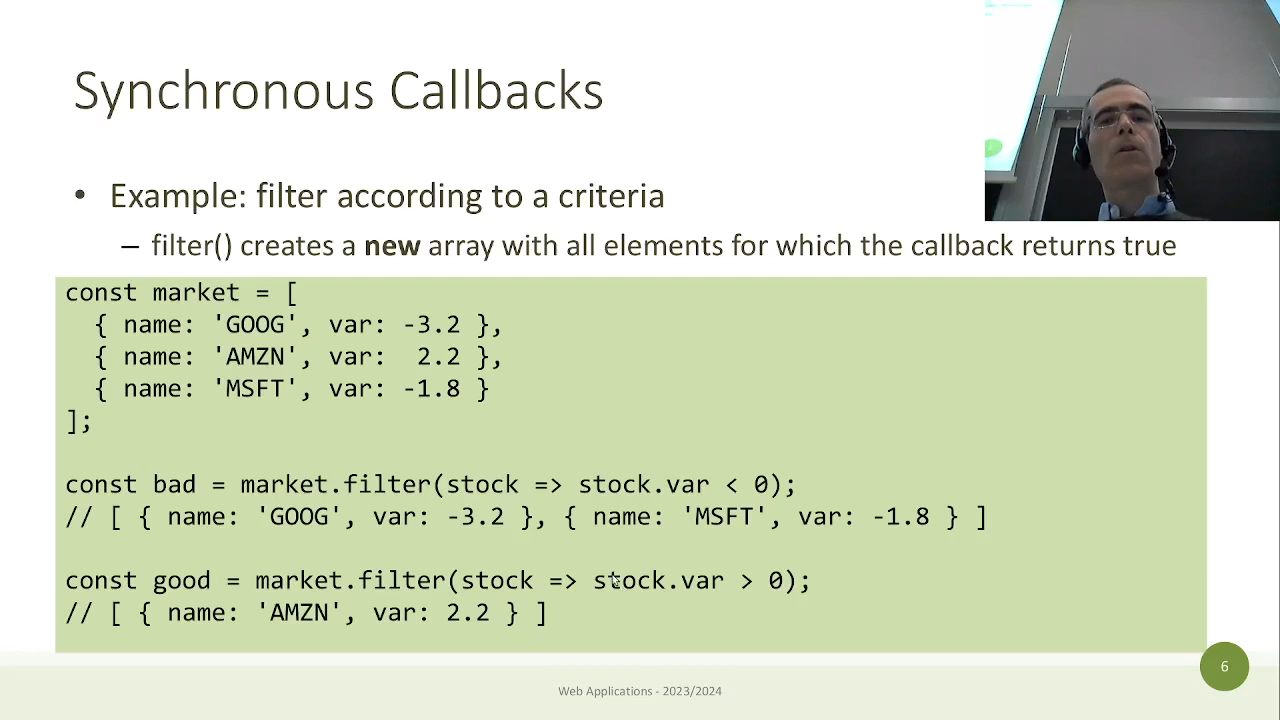 Synchronous Callbacks
• Example: filter according to a criteria
– filter() creates a new array with all elements for which the callback returns true
const market = [
  { name: 'GOOG', var: -3.2 },
  { name: 'AMZN', var:  2.2 },
  { name: 'MSFT', var: -1.8 }
];
const bad = market.filter(stock => stock.var < 0);
// [ { name: 'GOOG', var: -3.2 }, { name: 'MSFT', var: -1.8 } ]
const good = market.filter(stock => stock.var > 0);
// [ { name: 'AMZN', var: 2.2 } ]
Web Applications - 2023/2024
6